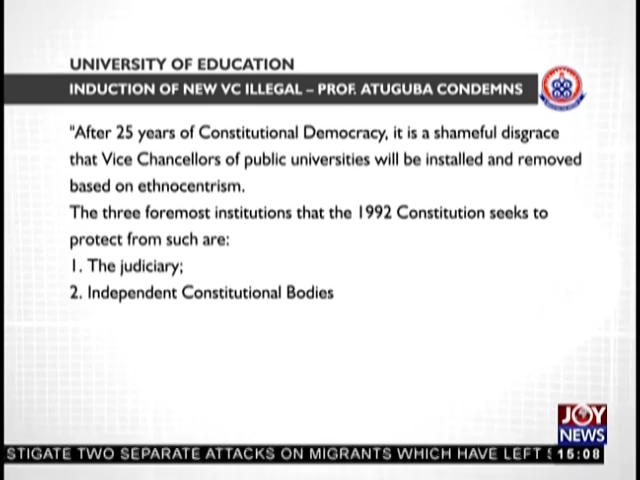 UNIVERSITY OF EDUCATION
INDUCTION OF NEW VC ILLEGAL – PROF. ATUGUBA CONDEMNS
"After 25 years of Constitutional Democracy, it is a shameful disgrace
that Vice Chancellors of public universities will be installed and removed
based on ethnocentrism.
The three foremost institutions that the 1992 Constitution seeks to
protect from such are:
1. The judiciary;
2. Independent Constitutional Bodies
JOY
NEWS
STIGATE TWO SEPARATE ATTACKS ON MIGRANTS WHICH HAVE LEFT
15:08